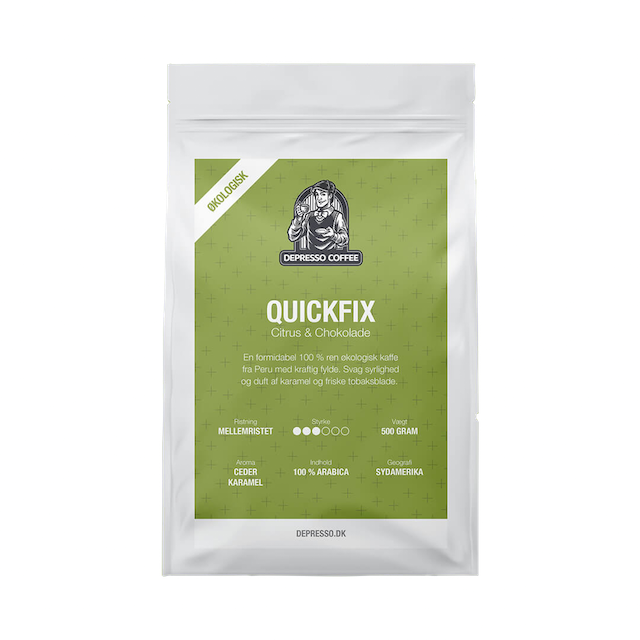 ØKOLOGISK
DEPRESSO COFFEE
QUICKFIX
Citrus & Chokolade
En formidabel 100 % ren økologisk kaffe
fra Peru med kraftig fylde. Svag syrlighed
og duft af karamel og friske tobaksblade.
Ristning Styrke Vægt
MELLEMRISTET 500 GRAM
Aroma Indhold Geografi
CEDER 100 % ARABICA SYDAMERIKA
KARAMEL
DEPRESSO.DK